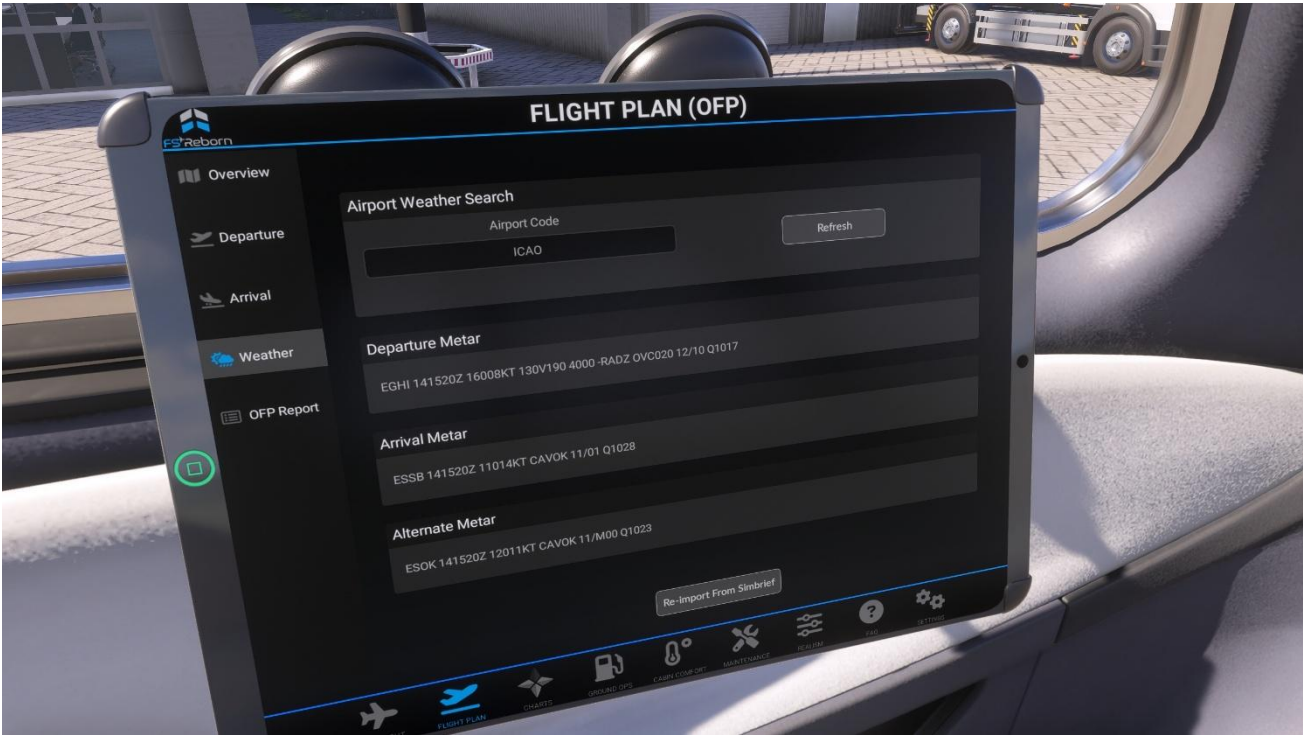 FLIGHT PLAN (OFP)
FS Reborn
Overview
Departure
Arrival
Weather
OFP Report
Airport Weather Search
Airport Code
ICAO
Refresh
Departure Metar
EGHI 141520Z 16008KT 130V190 4000 -RADZ OVC020 12/10 Q1017
Arrival Metar
ESSB 141520Z 11014KT CAVOK 11/01 Q1028
Alternate Metar
ESOK 141520Z 12011KT CAVOK 11/M00 Q1023
Re-Import From Simbrief
FLIGHT PLAN
CHARTS
GROUND OPS
CABIN COMFORT
MAINTENANCE
REALISM
FAQ
SETTINGS